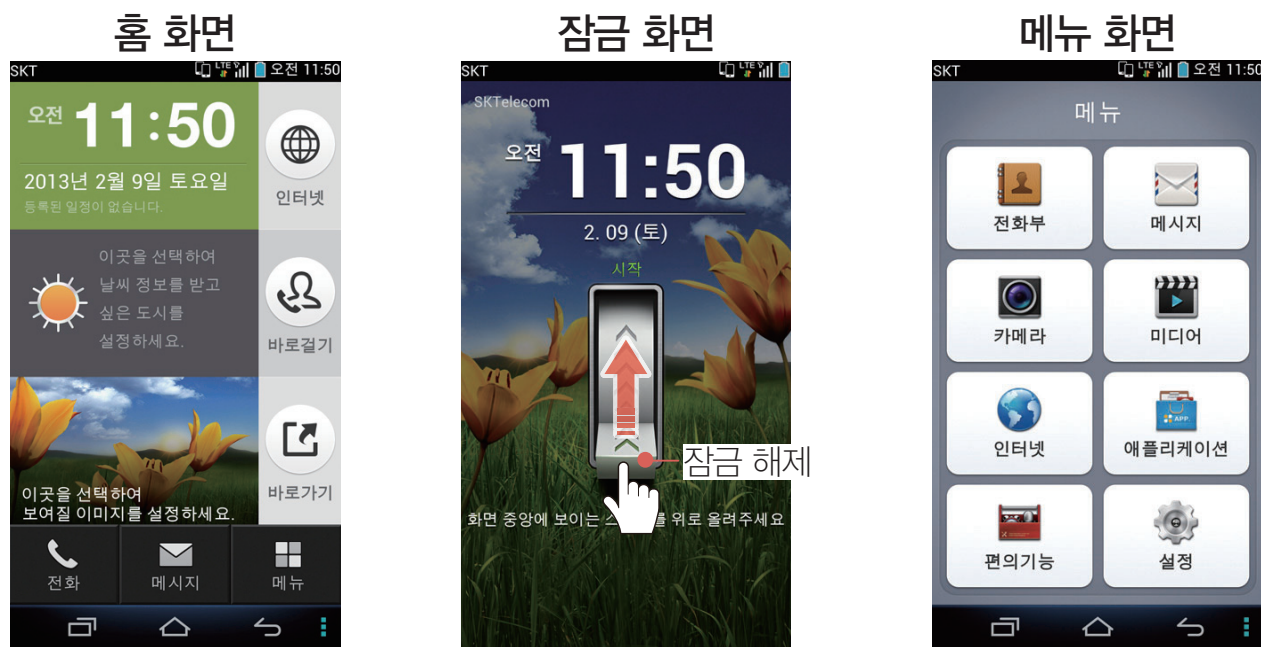 홈 화면
SKT
LTE
오전 11:50
오전 11:50
2013년 2월 9일 토요일
등록된 일정이 없습니다.
인터넷
이곳을 선택하여
날씨 정보를 받고
싶은 도시를
설정하세요.
바로걸기
이곳을 선택하여
보여질 이미지를 설정하세요.
바로가기
전화
메시지
메뉴
잠금 화면
SKT
LTE
SKTelecom
오전 11:50
2. 09 (토)
시작
잠금 해제
화면 중앙에 보이는 를 위로 올려주세요
메뉴 화면
SKT
LTE
오전 11:50
메뉴
전화부
메시지
카메라
미디어
인터넷
APP
애플리케이션
편의기능
설정